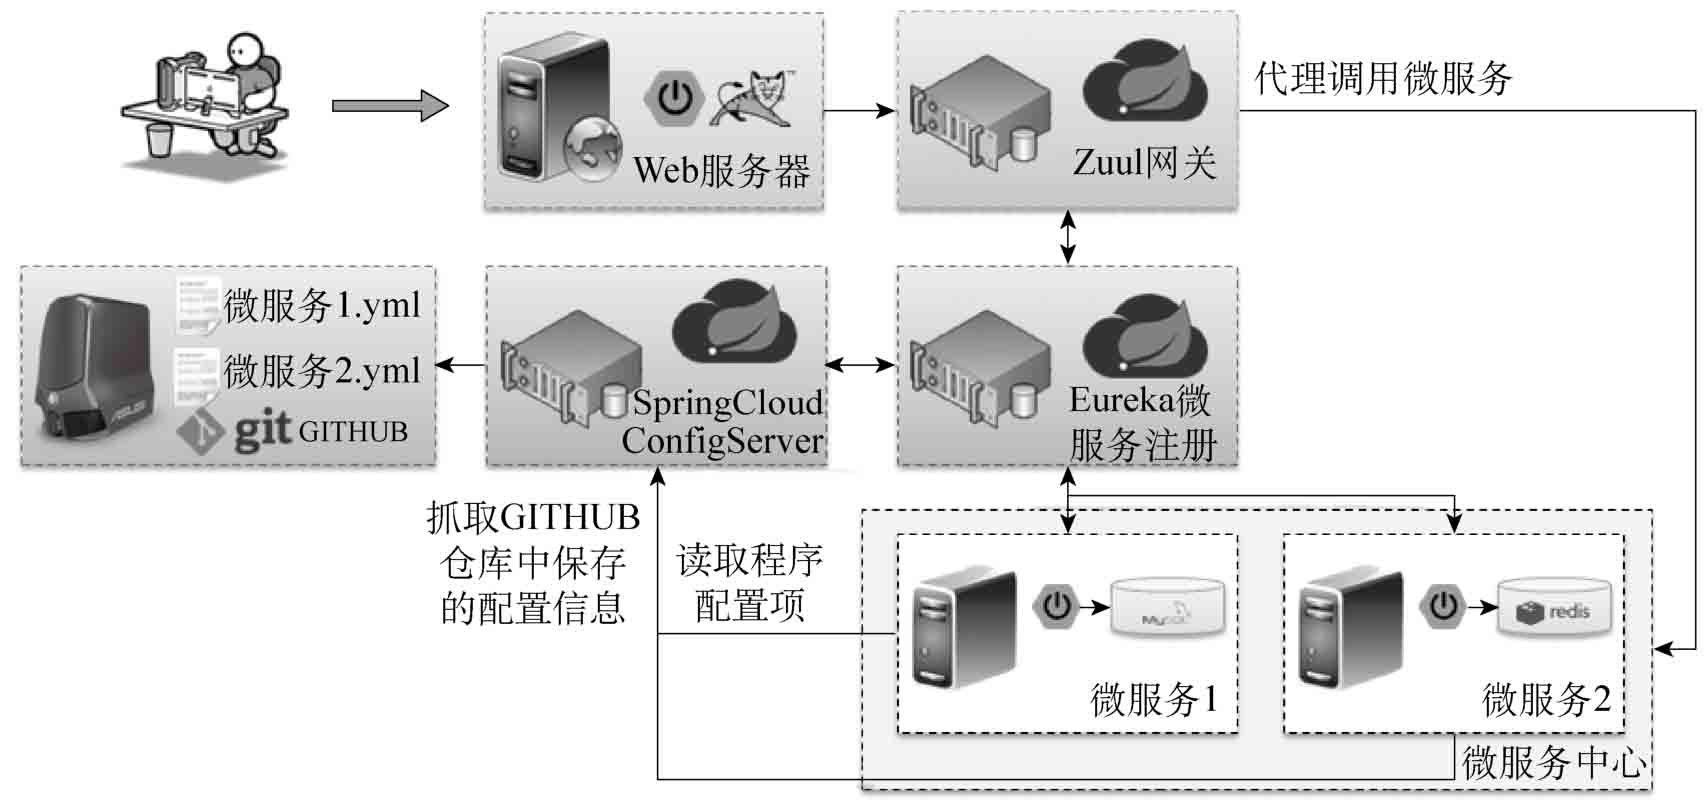 Web服务器
Zuul网关
代理调用微服务
微服务1.yml
微服务2.yml
git GITHUB
SpringCloud
ConfigServer
Eureka微
服务注册
抓取GITHUB
仓库中保存
的配置信息
读取程序
配置项
MySQL
微服务1
redis
微服务2
微服务中心